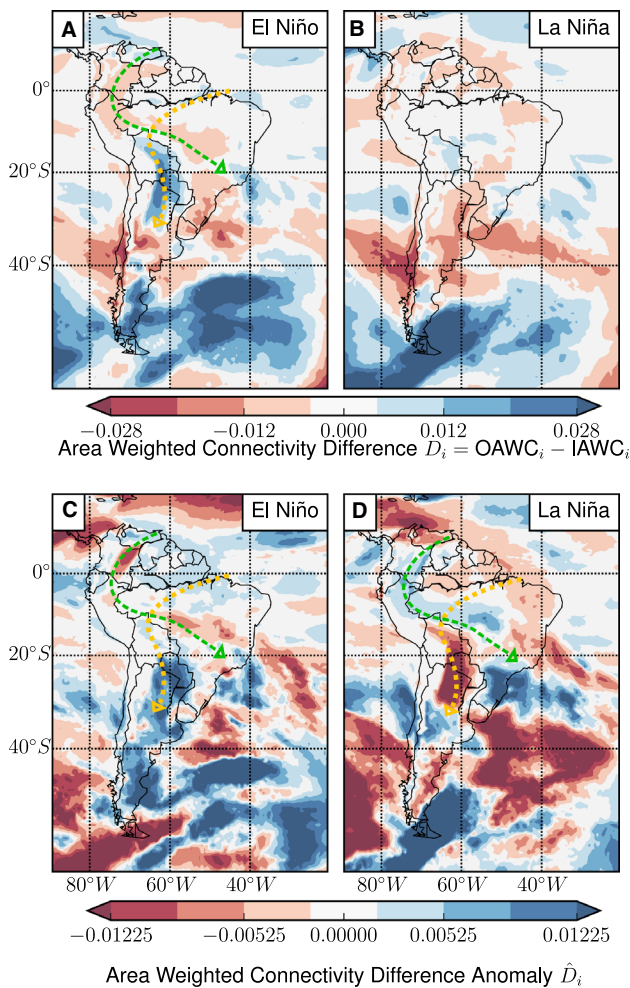 A El Niño B La Niña
0°
20°S
40°S
−0.028 −0.012 0.000 0.012 0.028
Area Weighted Connectivity Difference D_i = OAWC_i − IAWC_i
C El Niño D La Niña
0°
20°S
40°S
80°W 60°W 40°W 80°W 60°W 40°W
−0.01225 −0.00525 0.00000 0.00525 0.01225
Area Weighted Connectivity Difference Anomaly D̂_i